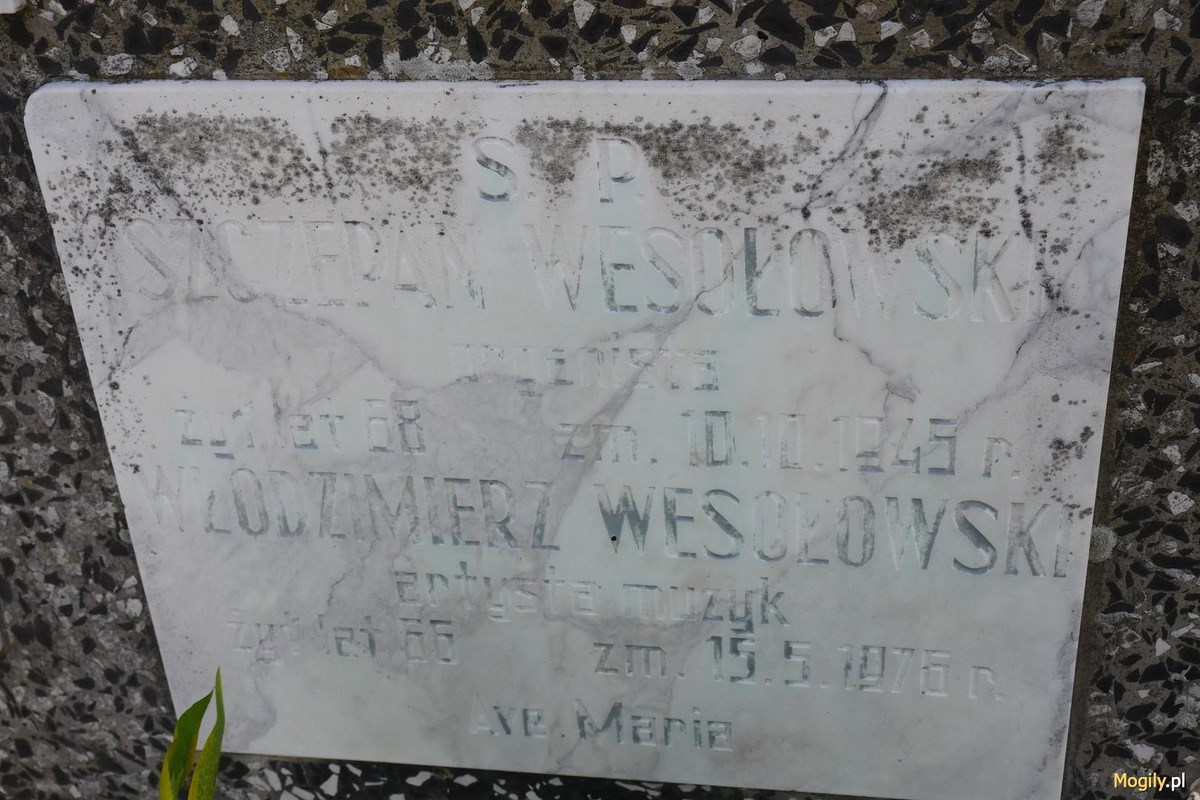 Ś. P.
SZCZEPAN WESOŁOWSKI
organista
żył lat 68 zm. 10.10.1945 r.
WŁODZIMIERZ WESOŁOWSKI
artysta muzyk
żył lat 66 zm. 15.5.1976 r.
Ave Maria
Mogily.pl